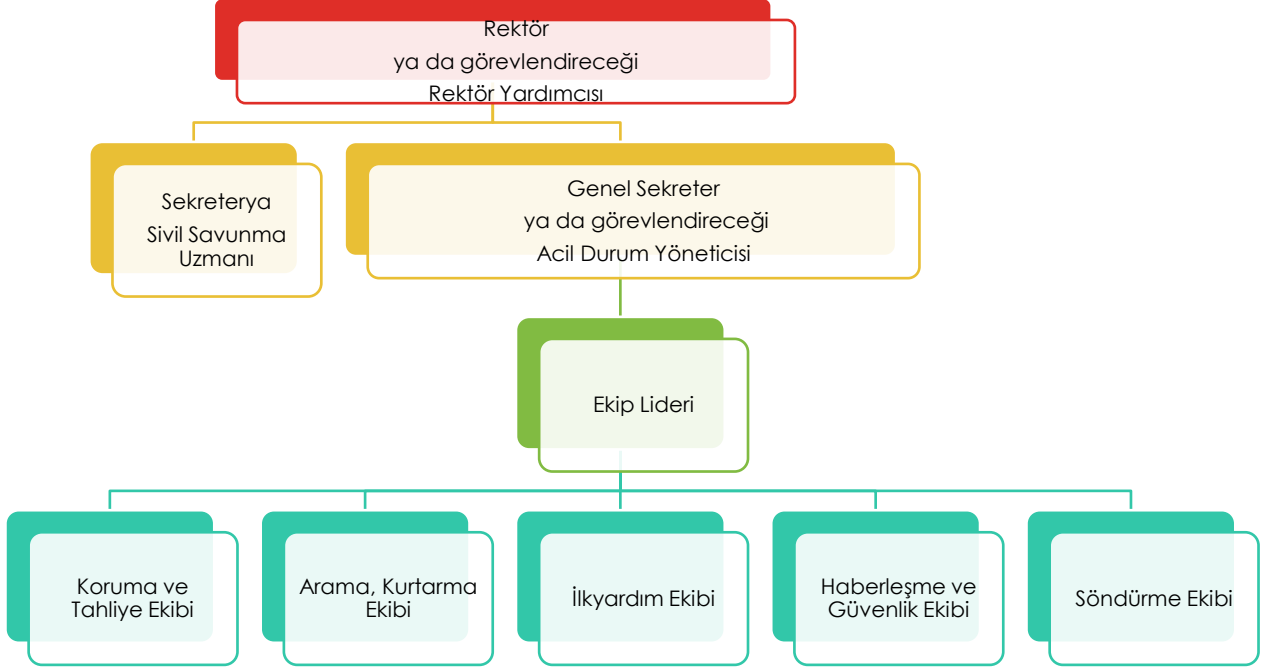 Rektör
ya da görevlendireceği
Rektör Yardımcısı
Sekreterya
Sivil Savunma
Uzmanı
Genel Sekreter
ya da görevlendireceği
Acil Durum Yöneticisi
Ekip Lideri
Koruma ve
Tahliye Ekibi
Arama, Kurtarma
Ekibi
İlkyardım Ekibi
Haberleşme ve
Güvenlik Ekibi
Söndürme Ekibi